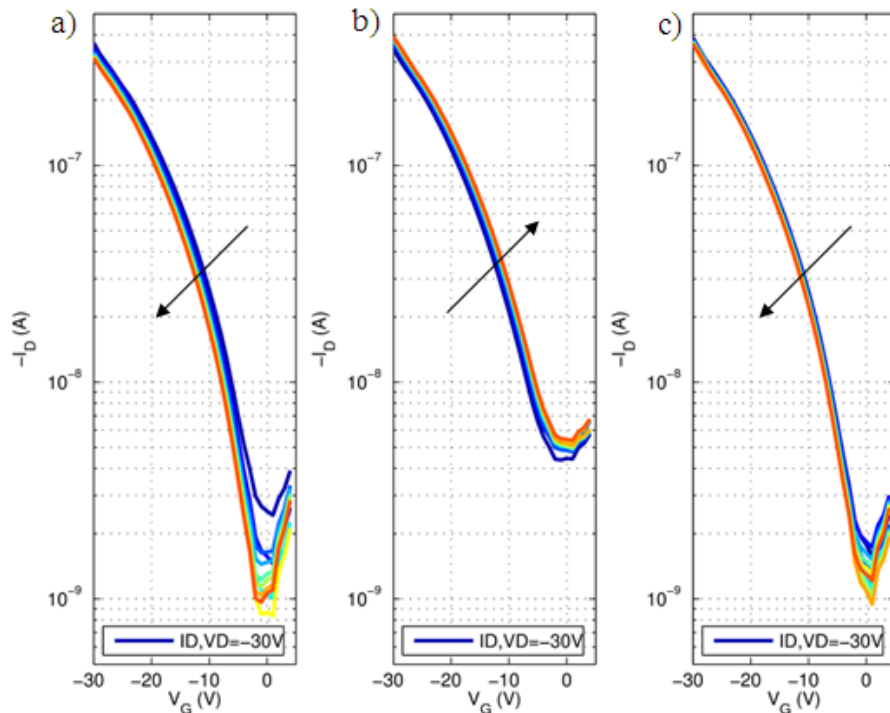 a) b) c)
10⁻⁷ 10⁻⁷ 10⁻⁷
−I_D (A) −I_D (A) −I_D (A)
10⁻⁸ 10⁻⁸ 10⁻⁸
10⁻⁹ 10⁻⁹ 10⁻⁹
ID,VD=−30V ID,VD=−30V ID,VD=−30V
−30 −20 −10 0 −30 −20 −10 0 −30 −20 −10 0
V_G (V) V_G (V) V_G (V)